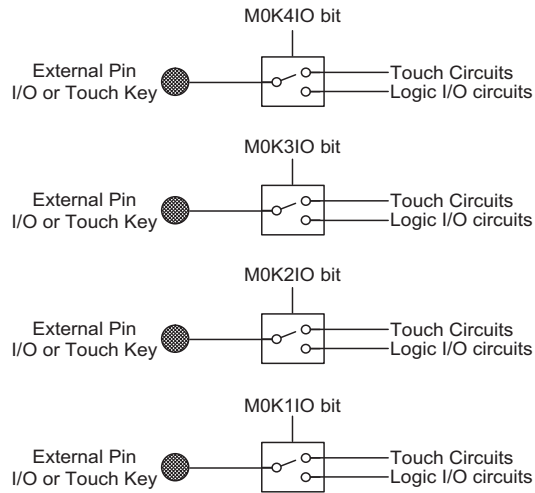 M0K4IO bit
External Pin
I/O or Touch Key
Touch Circuits
Logic I/O circuits
M0K3IO bit
External Pin
I/O or Touch Key
Touch Circuits
Logic I/O circuits
M0K2IO bit
External Pin
I/O or Touch Key
Touch Circuits
Logic I/O circuits
M0K1IO bit
External Pin
I/O or Touch Key
Touch Circuits
Logic I/O circuits